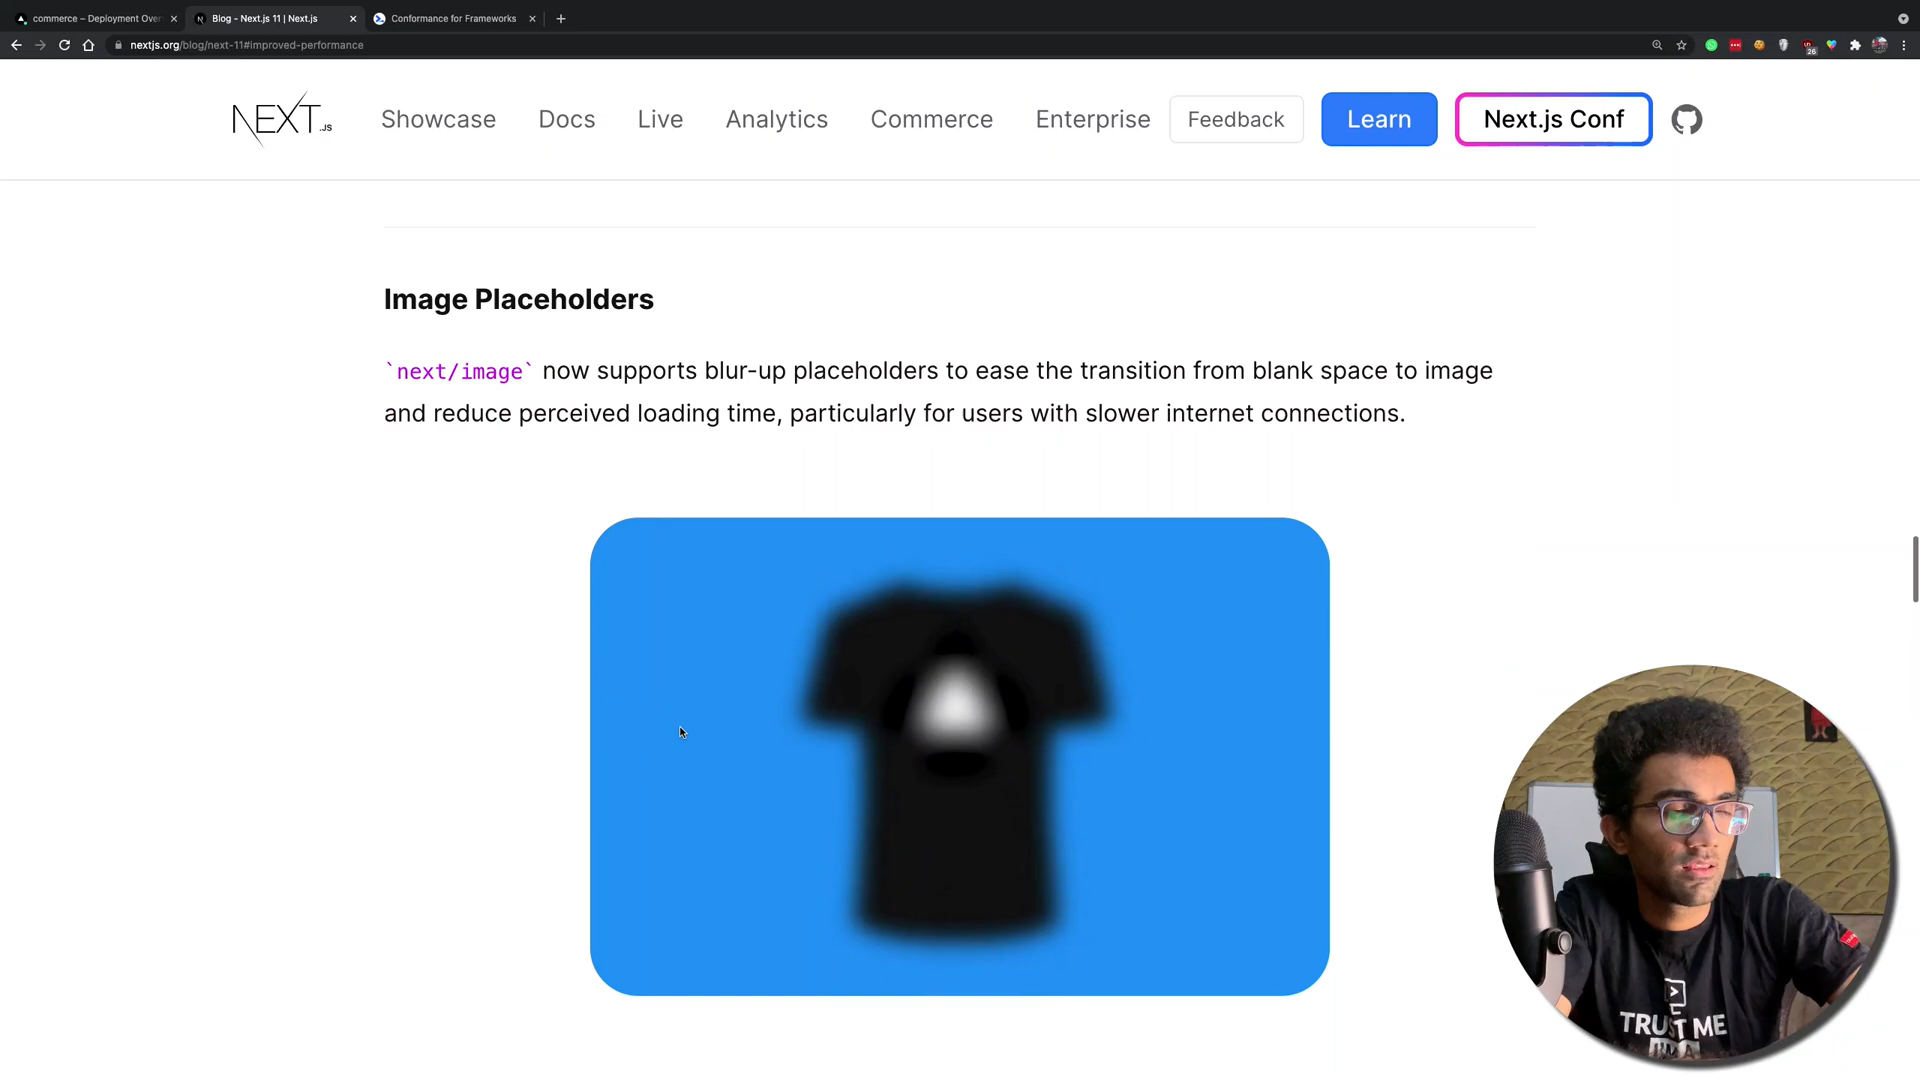 commerce – Deployment Over
Blog - Next.js 11 | Next.js
Conformance for Frameworks
nextjs.org/blog/next-11#improved-performance
26
NEXT.JS
Showcase
Docs
Live
Analytics
Commerce
Enterprise
Feedback
Learn
Next.js Conf
Image Placeholders
`next/image` now supports blur-up placeholders to ease the transition from blank space to image
and reduce perceived loading time, particularly for users with slower internet connections.
TRUST ME